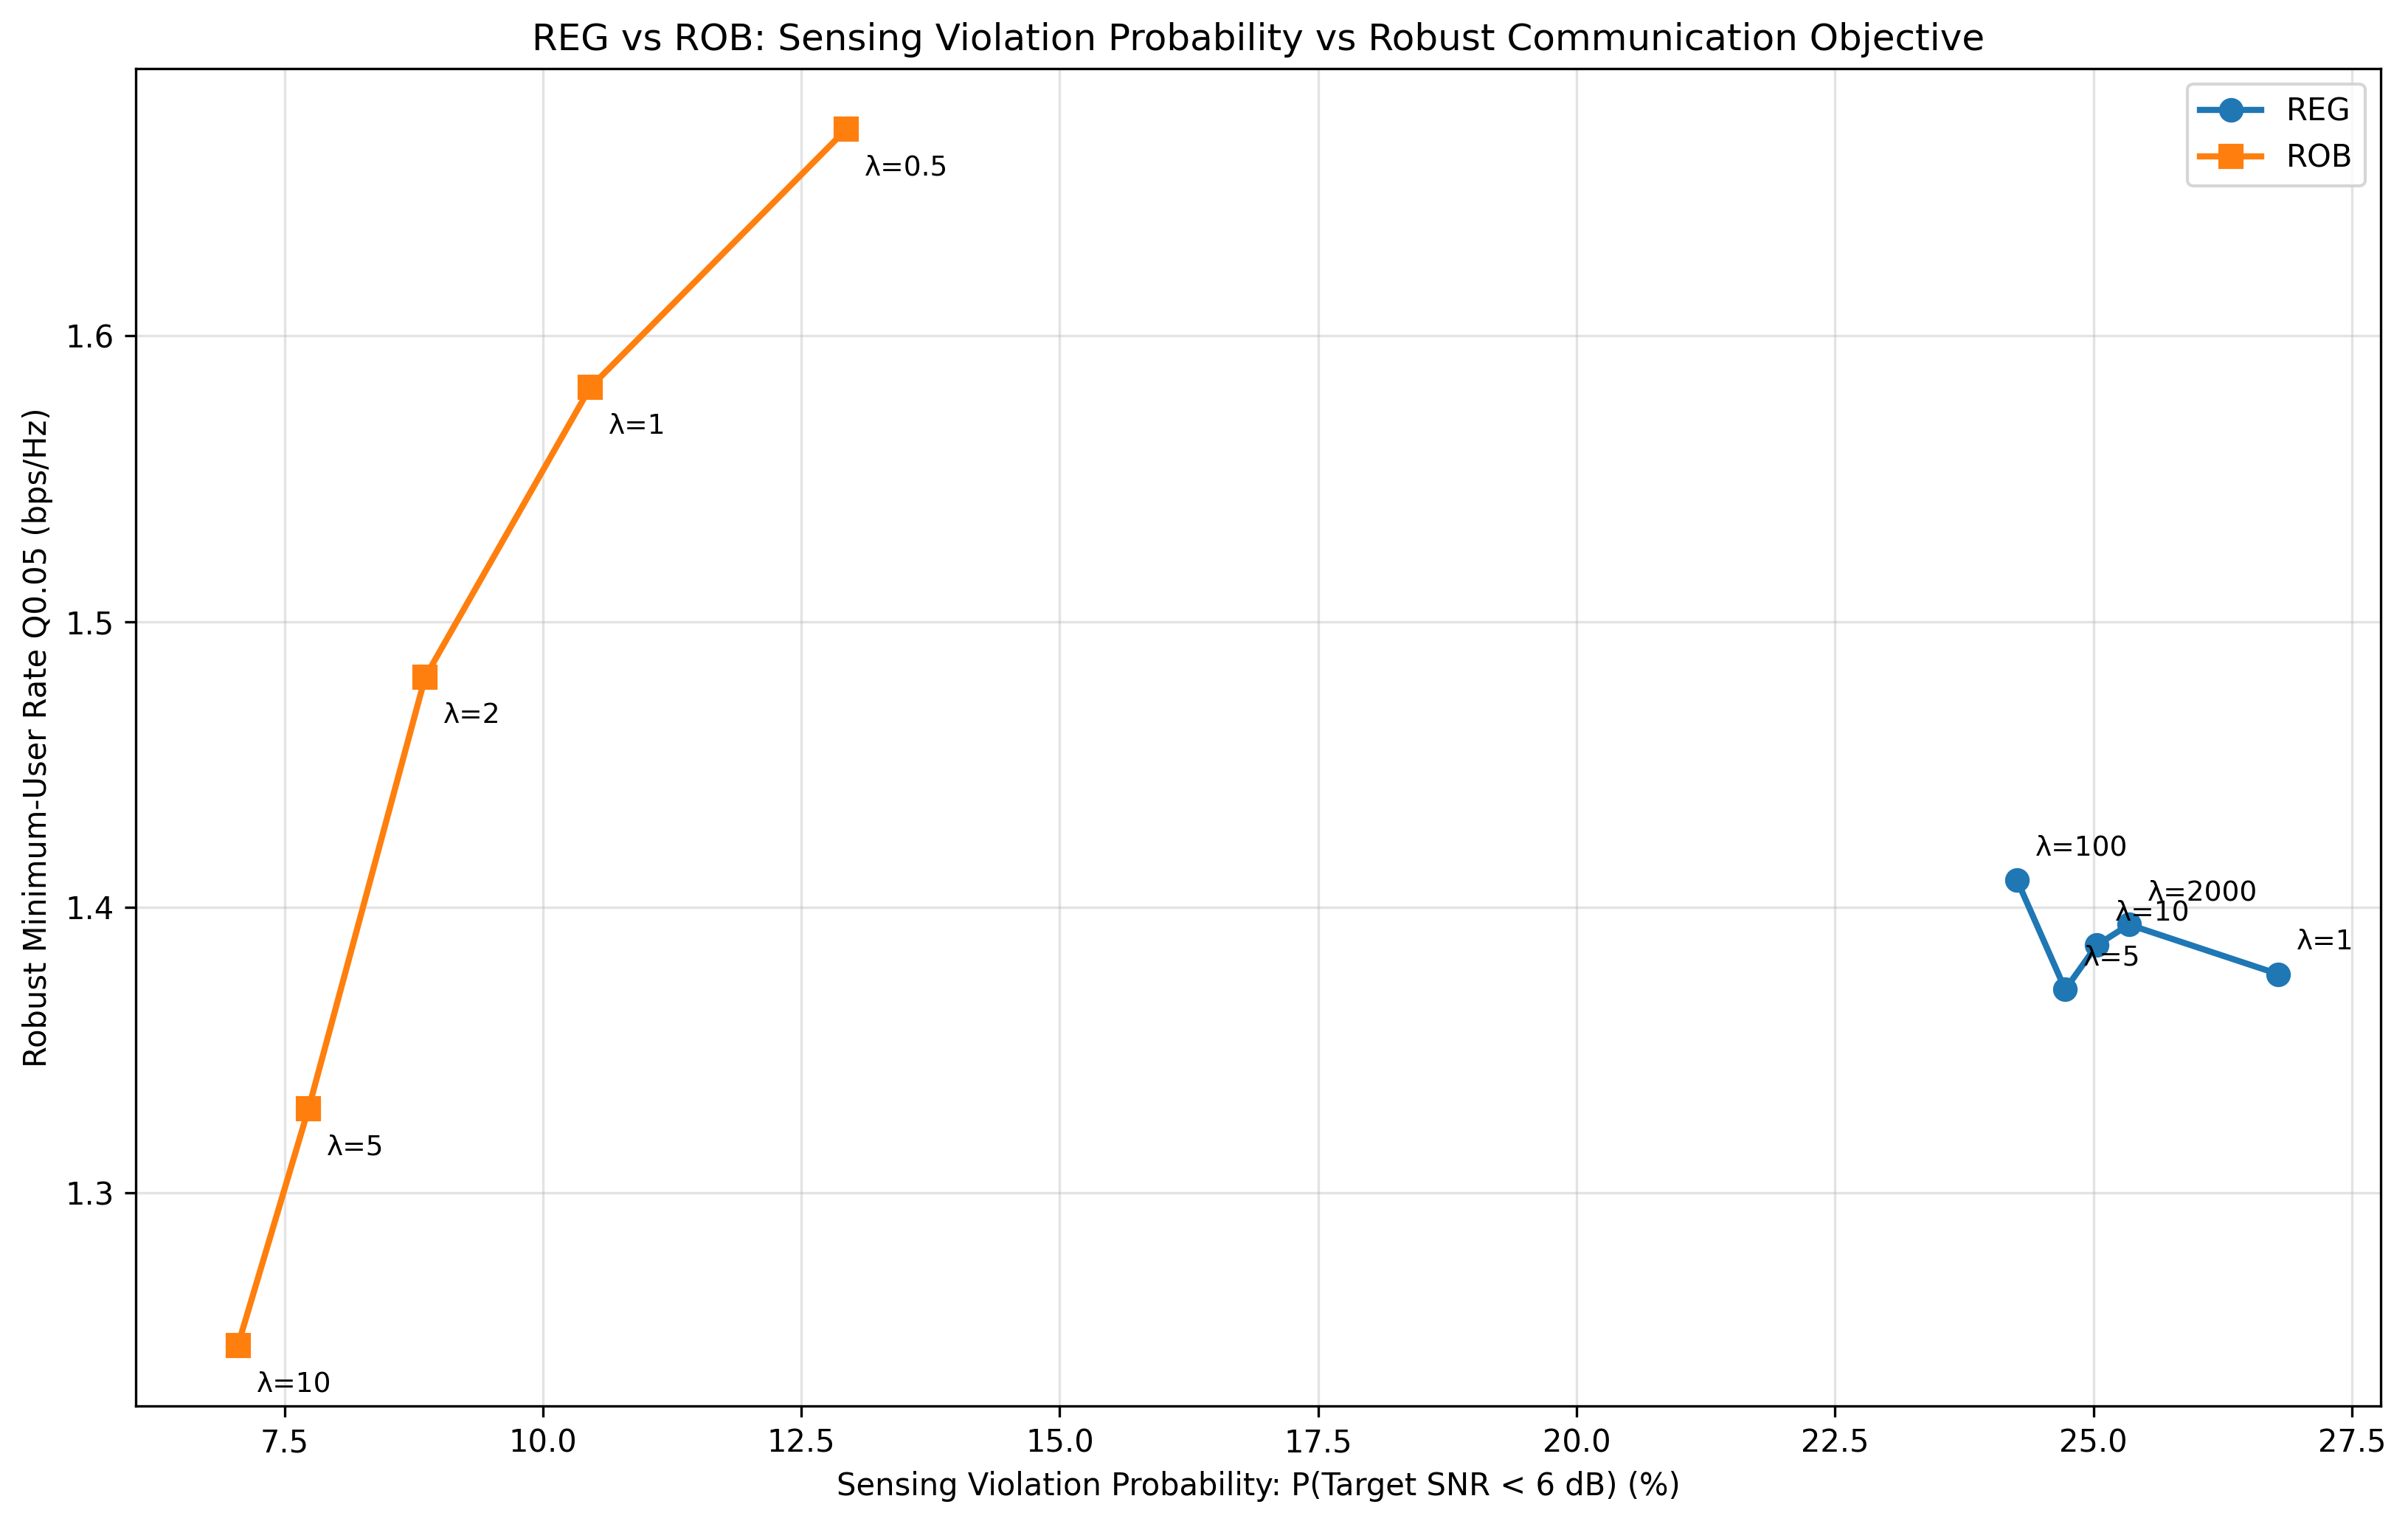 REG vs ROB: Sensing Violation Probability vs Robust Communication Objective
REG
ROB
λ=0.5
λ=1
λ=2
λ=5
λ=10
λ=100
λ=2000
λ=10
λ=5
λ=1
1.6
1.5
1.4
1.3
Robust Minimum-User Rate Q0.05 (bps/Hz)
7.5 10.0 12.5 15.0 17.5 20.0 22.5 25.0 27.5
Sensing Violation Probability: P(Target SNR < 6 dB) (%)